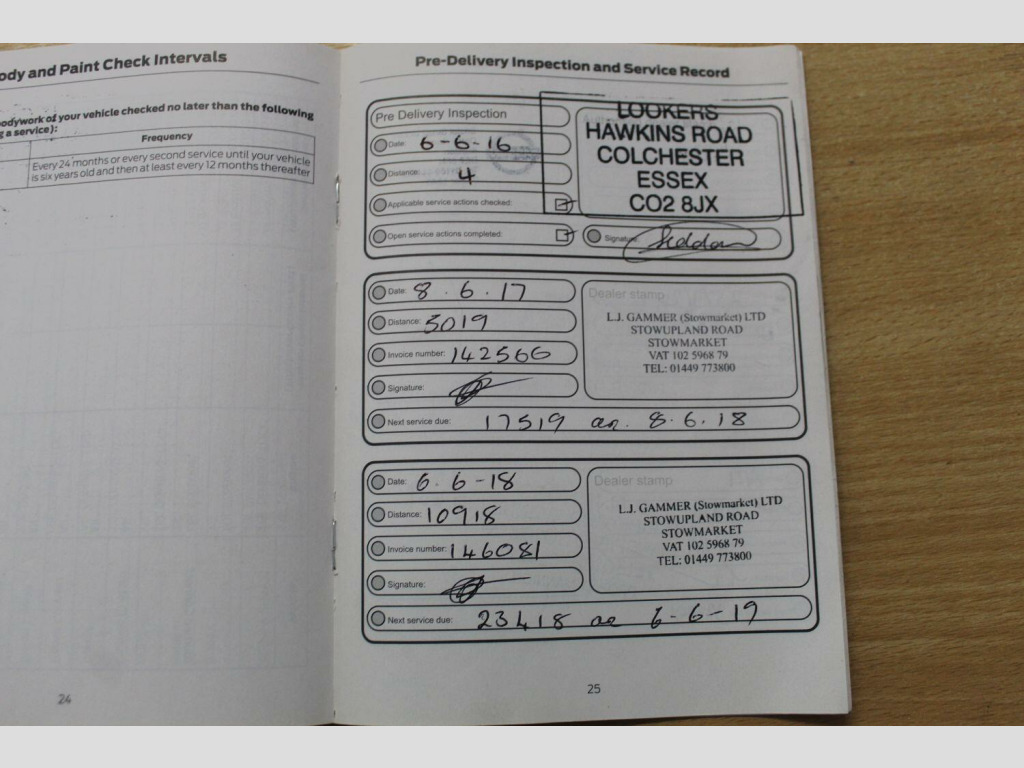 ody and Paint Check Intervals
odywork of your vehicle checked no later than the following
g a service):
Frequency
Every 24 months or every second service until your vehicle
is six years old and then at least every 12 months thereafter
24
Pre-Delivery Inspection and Service Record
Pre Delivery Inspection
Date: 6-6-16
Distance: 4
Applicable service actions checked:
Open service actions completed:
LOOKERS
HAWKINS ROAD
COLCHESTER
ESSEX
CO2 8JX
Signature:
Date: 8.6.17
Distance: 5019
Invoice number: 142566
Signature:
Next service due: 17519 or. 8.6.18
Dealer stamp
L.J. GAMMER (Stowmarket) LTD
STOWUPLAND ROAD
STOWMARKET
VAT 102 5968 79
TEL: 01449 773800
Date: 6.6-18
Distance: 10918
Invoice number: 146081
Signature:
Next service due: 23418 or 6-6-19
Dealer stamp
L.J. GAMMER (Stowmarket) LTD
STOWUPLAND ROAD
STOWMARKET
VAT 102 5968 79
TEL: 01449 773800
25